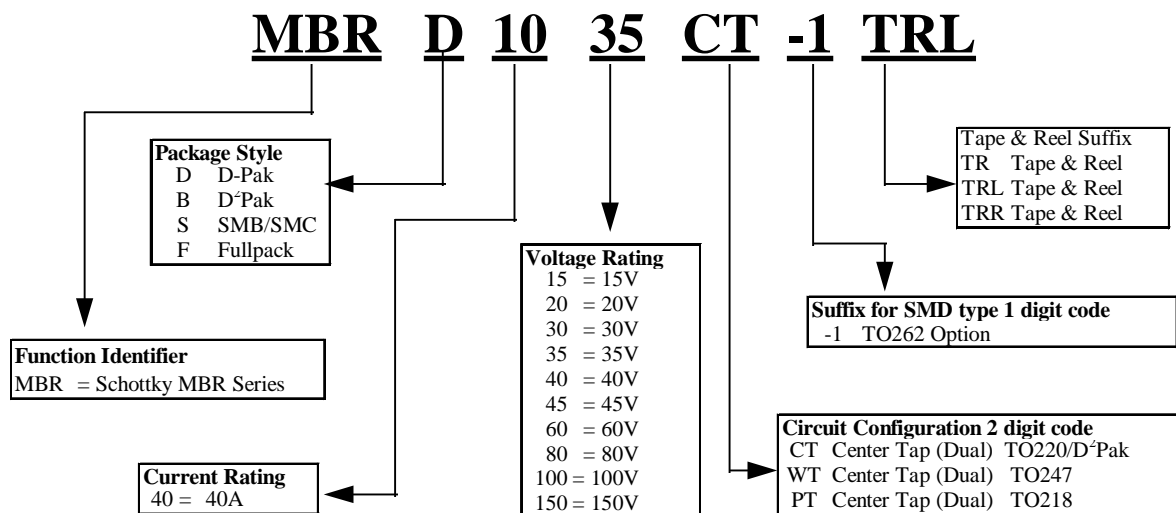 MBR D 10 35 CT -1 TRL
Package Style
D D-Pak
B D²Pak
S SMB/SMC
F Fullpack
Tape & Reel Suffix
TR Tape & Reel
TRL Tape & Reel
TRR Tape & Reel
Voltage Rating
15 = 15V
20 = 20V
30 = 30V
35 = 35V
40 = 40V
45 = 45V
60 = 60V
80 = 80V
100 = 100V
150 = 150V
Suffix for SMD type 1 digit code
-1 TO262 Option
Function Identifier
MBR = Schottky MBR Series
Circuit Configuration 2 digit code
CT Center Tap (Dual) TO220/D²Pak
WT Center Tap (Dual) TO247
PT Center Tap (Dual) TO218
Current Rating
40 = 40A